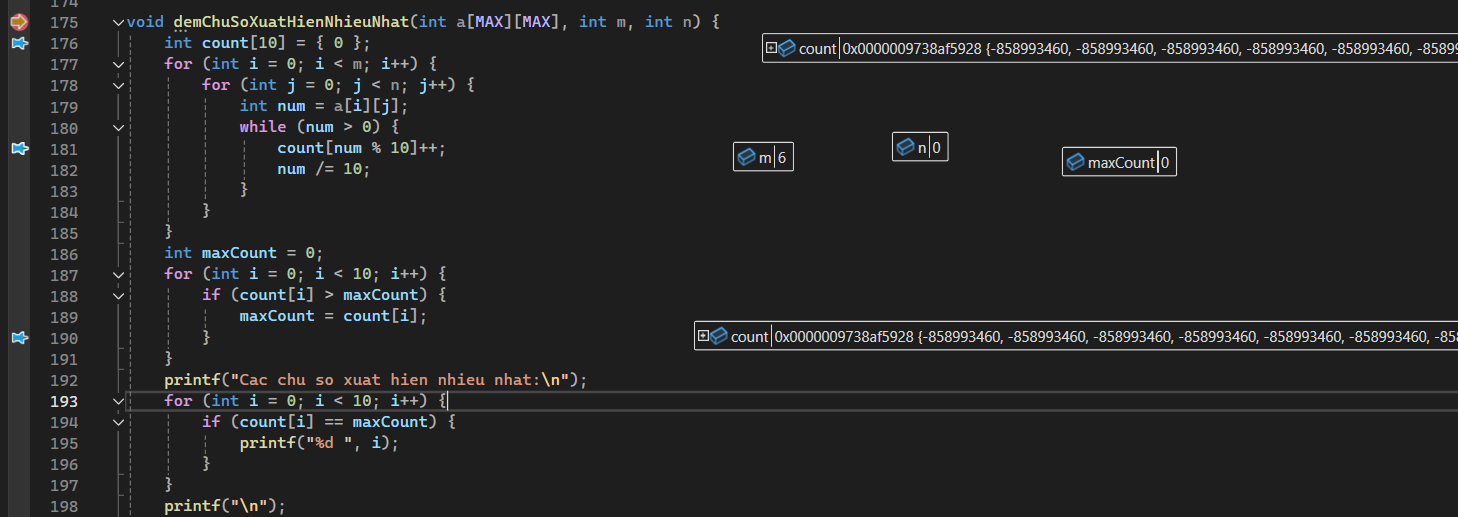 174
175 void demChuSoXuatHienNhieuNhat(int a[MAX][MAX], int m, int n) {
176 int count[10] = { 0 }; count 0x0000009738af5928 {-858993460, -858993460, -858993460, -858993460, -858993460, -8589
177 for (int i = 0; i < m; i++) {
178 for (int j = 0; j < n; j++) {
179 int num = a[i][j];
180 while (num > 0) {
181 count[num % 10]++; m 6 n 0 maxCount 0
182 num /= 10;
183 }
184 }
185 }
186 int maxCount = 0;
187 for (int i = 0; i < 10; i++) {
188 if (count[i] > maxCount) {
189 maxCount = count[i];
190 } count 0x0000009738af5928 {-858993460, -858993460, -858993460, -858993460, -858993460, -858993460, -85
191 }
192 printf("Cac chu so xuat hien nhieu nhat:\n");
193 for (int i = 0; i < 10; i++) {
194 if (count[i] == maxCount) {
195 printf("%d ", i);
196 }
197 }
198 printf("\n");